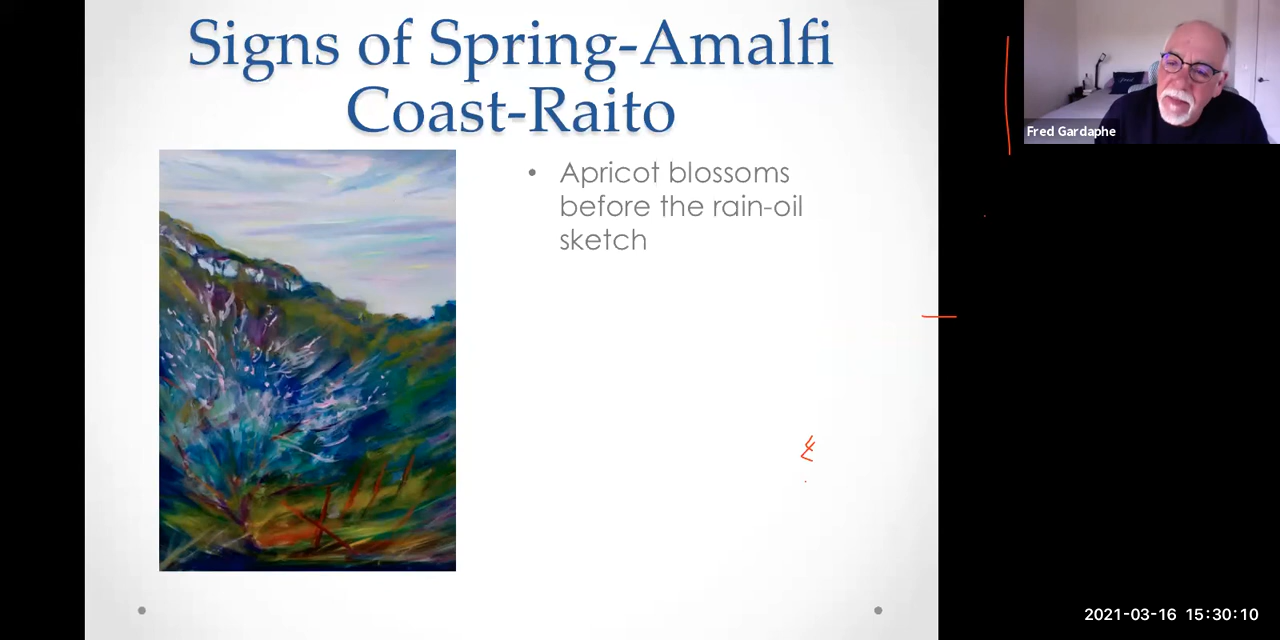 Signs of Spring-Amalfi
Coast-Raito
• Apricot blossoms
before the rain-oil
sketch
Fred Gardaphe
2021-03-16 15:30:10